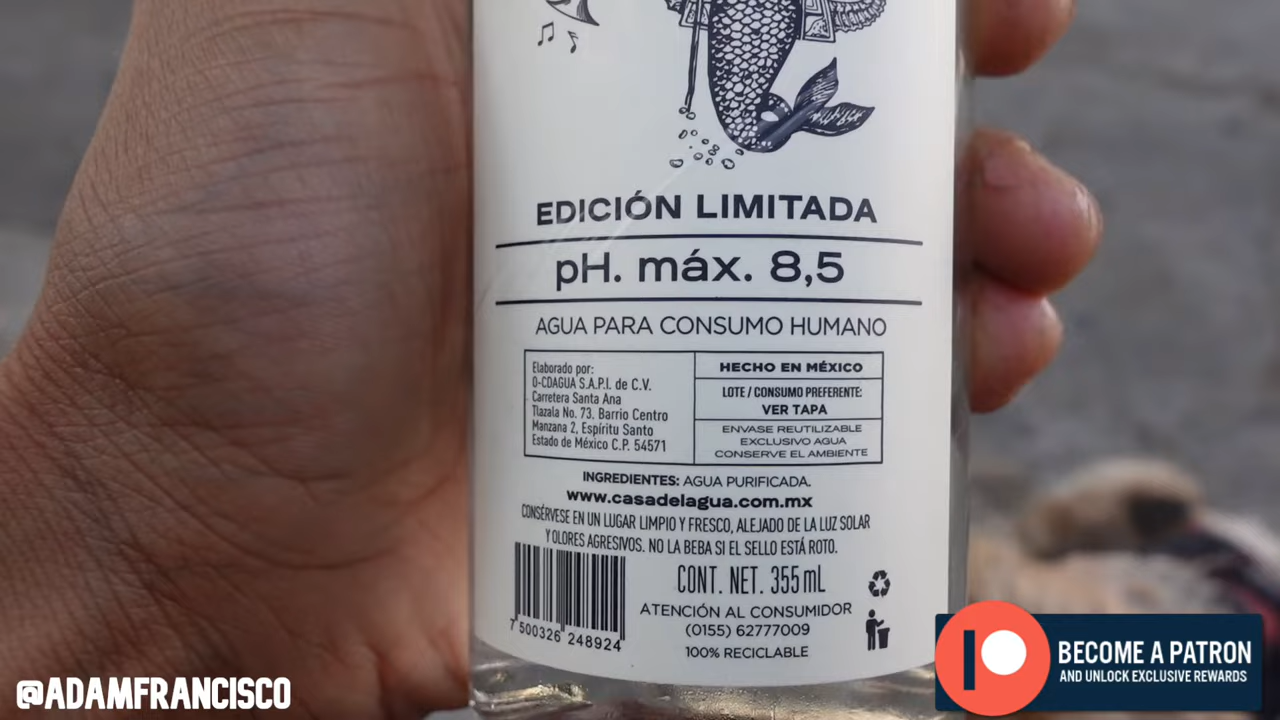 EDICIÓN LIMITADA
pH. máx. 8,5
AGUA PARA CONSUMO HUMANO
Elaborado por:
O-CDAGUA S.A.P.I. de C.V.
Carretera Santa Ana
Tlazala No. 73. Barrio Centro
Manzana 2, Espíritu Santo
Estado de México C.P. 54571
HECHO EN MÉXICO
LOTE / CONSUMO PREFERENTE:
VER TAPA
ENVASE REUTILIZABLE
EXCLUSIVO AGUA
CONSERVE EL AMBIENTE
INGREDIENTES: AGUA PURIFICADA.
www.casadelagua.com.mx
CONSÉRVESE EN UN LUGAR LIMPIO Y FRESCO, ALEJADO DE LA LUZ SOLAR
Y OLORES AGRESIVOS. NO LA BEBA SI EL SELLO ESTÁ ROTO.
7 500326 248924
CONT. NET. 355 mL
ATENCIÓN AL CONSUMIDOR
(0155) 62777009
100% RECICLABLE
@ADAMFRANCISCO
BECOME A PATRON
AND UNLOCK EXCLUSIVE REWARDS